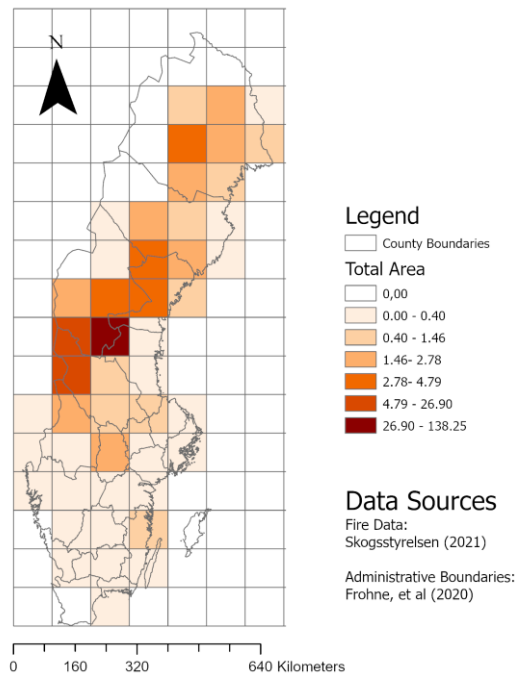 N
Legend
County Boundaries
Total Area
0,00
0.00 - 0.40
0.40 - 1.46
1.46- 2.78
2.78- 4.79
4.79 - 26.90
26.90 - 138.25
Data Sources
Fire Data:
Skogsstyrelsen (2021)
Administrative Boundaries:
Frohne, et al (2020)
0 160 320 640 Kilometers